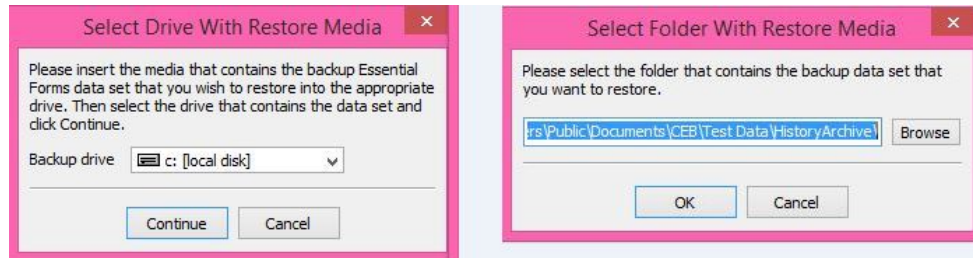 Select Drive With Restore Media
Please insert the media that contains the backup Essential
Forms data set that you wish to restore into the appropriate
drive. Then select the drive that contains the data set and
click Continue.
Backup drive c: [local disk]
Continue Cancel
Select Folder With Restore Media
Please select the folder that contains the backup data set that
you want to restore.
ers\Public\Documents\CEB\Test Data\HistoryArchive\ Browse
OK Cancel